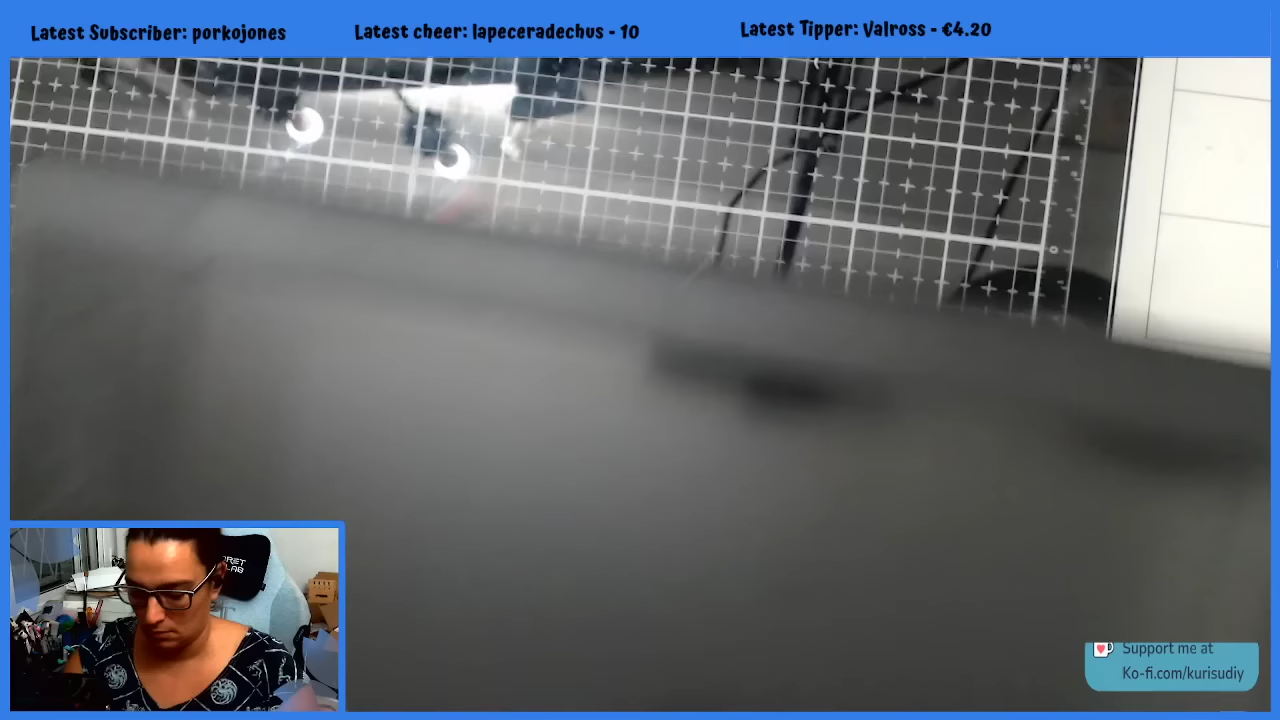 Latest Subscriber: porkojones
Latest cheer: lapeceradechus - 10
Latest Tipper: Valross - €4.20
Support me at
Ko-fi.com/kurisudiy